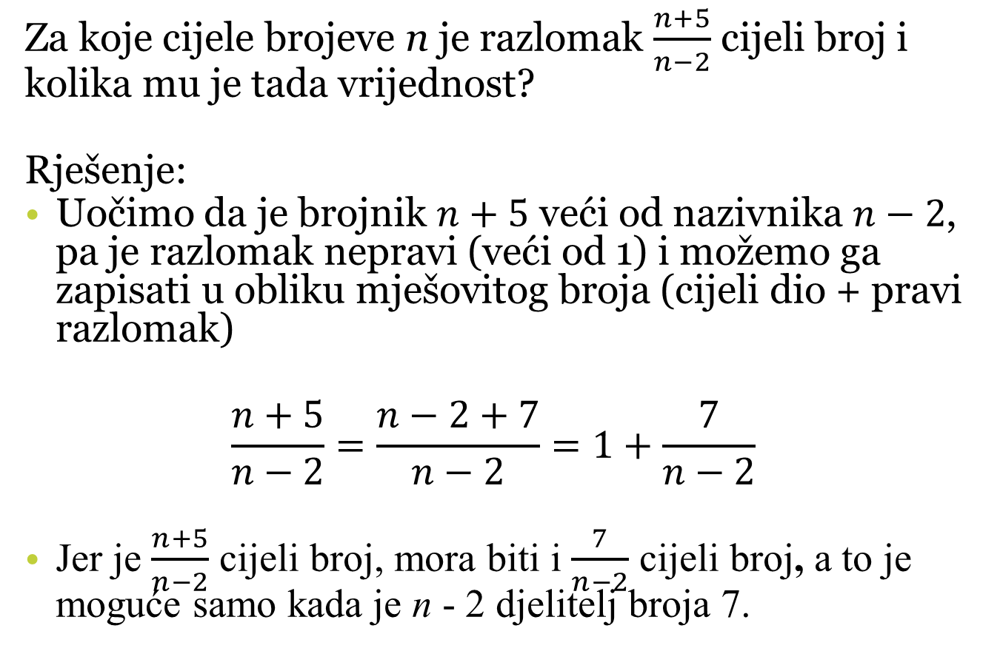 Za koje cijele brojeve n je razlomak \frac{n+5}{n-2} cijeli broj i
kolika mu je tada vrijednost?
Rješenje:
• Uočimo da je brojnik n + 5 veći od nazivnika n − 2,
pa je razlomak nepravi (veći od 1) i možemo ga
zapisati u obliku mješovitog broja (cijeli dio + pravi
razlomak)
\frac{n + 5}{n − 2} = \frac{n − 2 + 7}{n − 2} = 1 + \frac{7}{n − 2}
• Jer je \frac{n+5}{n-2} cijeli broj, mora biti i \frac{7}{n-2} cijeli broj, a to je
moguće samo kada je n - 2 djelitelj broja 7.